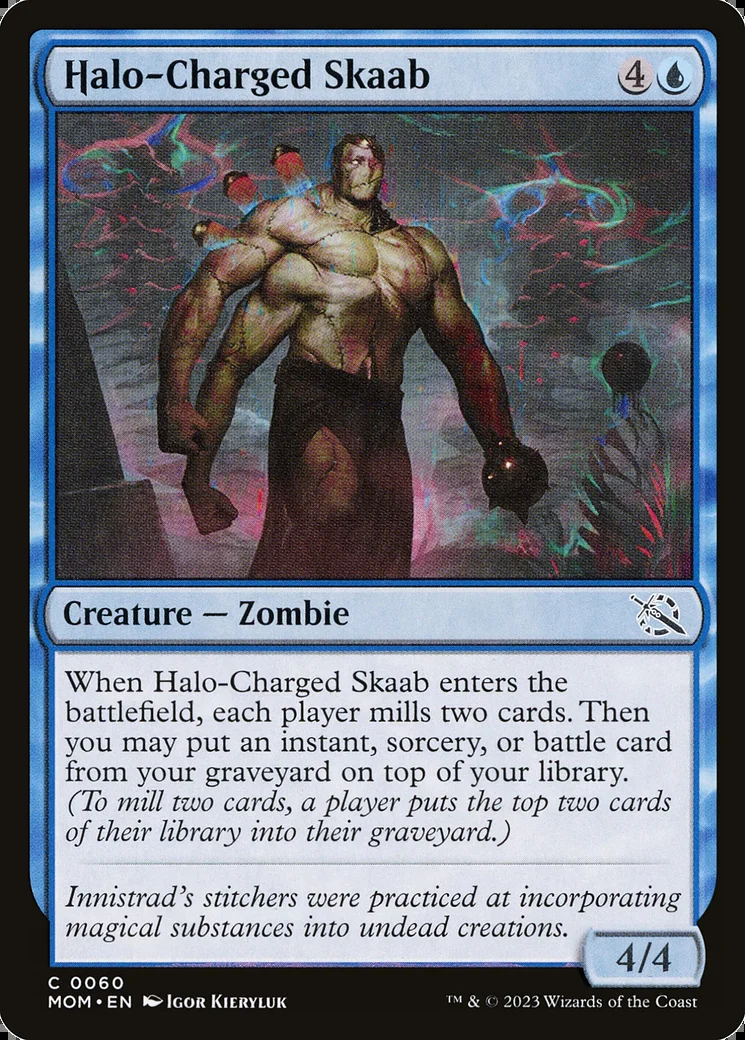 Halo-Charged Skaab 4
Creature — Zombie
When Halo-Charged Skaab enters the
battlefield, each player mills two cards. Then
you may put an instant, sorcery, or battle card
from your graveyard on top of your library.
(To mill two cards, a player puts the top two cards
of their library into their graveyard.)
Innistrad's stitchers were practiced at incorporating
magical substances into undead creations.
4/4
C 0060
MOM • EN Igor Kieryluk ™ & © 2023 Wizards of the Coast